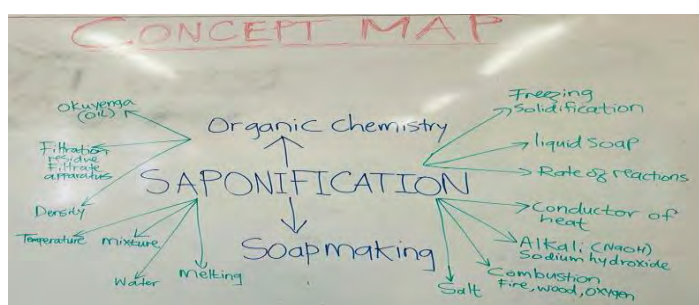 CONCEPT MAP
Okuyenga
(OIL)
Filtration
residue
filtrate
apparatus
Density
Organic chemistry
SAPONIFICATION
Soapmaking
Temperature
mixture
Water
Melting
Freezing
Solidification
liquid soap
Rate of reactions
Conductor of
heat
Alkali (NaOH)
Sodium hydroxide
Combustion
Fire, wood, oxygen
Salt